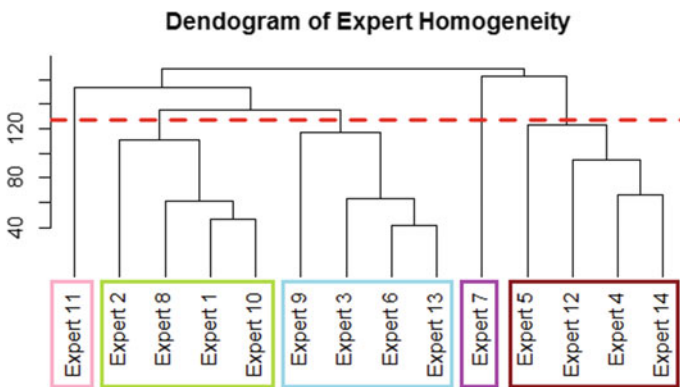 Dendogram of Expert Homogeneity
120
80
40
Expert 11
Expert 2
Expert 8
Expert 1
Expert 10
Expert 9
Expert 3
Expert 6
Expert 13
Expert 7
Expert 5
Expert 12
Expert 4
Expert 14